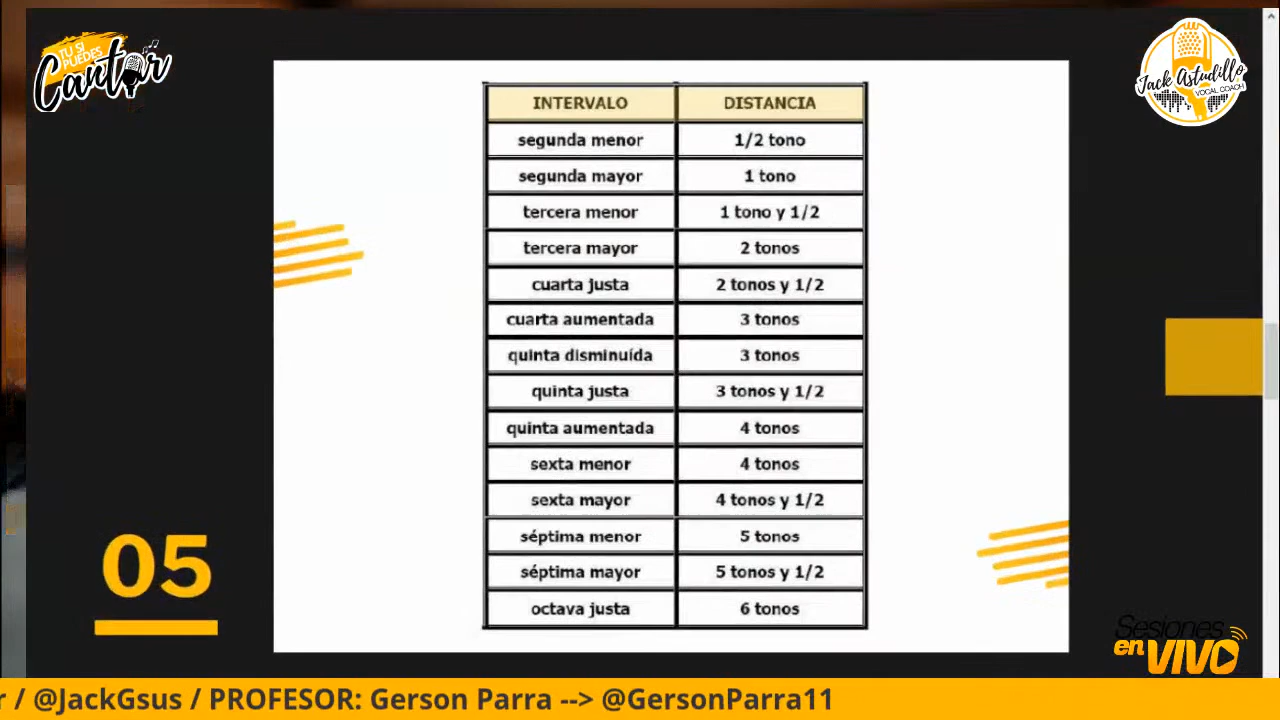 TU SI
PUEDES
Cantar
Jack Astudillo
VOCAL COACH
INTERVALO DISTANCIA
segunda menor 1/2 tono
segunda mayor 1 tono
tercera menor 1 tono y 1/2
tercera mayor 2 tonos
cuarta justa 2 tonos y 1/2
cuarta aumentada 3 tonos
quinta disminuída 3 tonos
quinta justa 3 tonos y 1/2
quinta aumentada 4 tonos
sexta menor 4 tonos
sexta mayor 4 tonos y 1/2
séptima menor 5 tonos
séptima mayor 5 tonos y 1/2
octava justa 6 tonos
05
Sesiones
en VIVO
r / @JackGsus / PROFESOR: Gerson Parra --> @GersonParra11